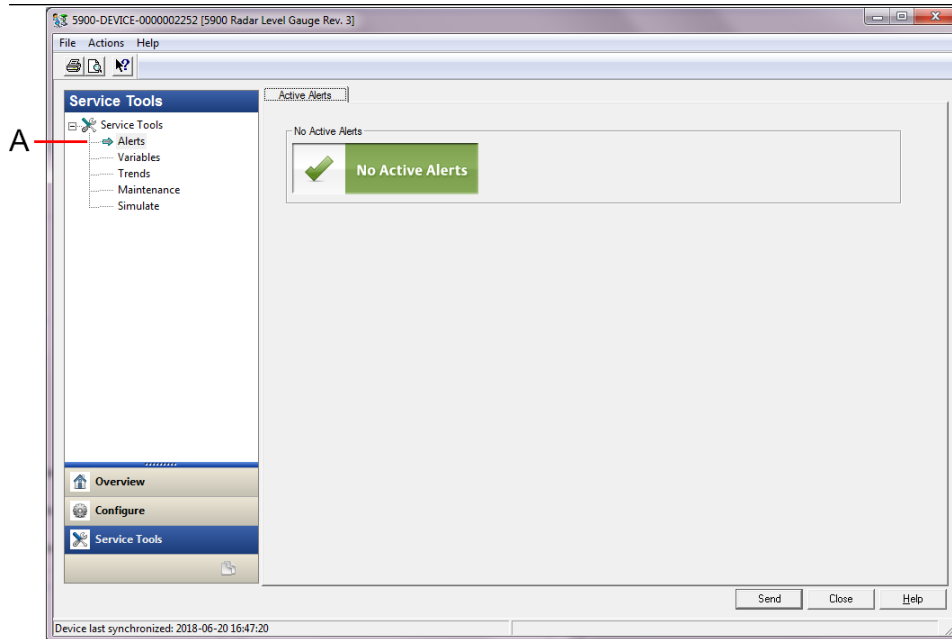 5900-DEVICE-0000002252 [5900 Radar Level Gauge Rev. 3]
File Actions Help
Service Tools
Active Alerts
Service Tools
A
Alerts
Variables
Trends
Maintenance
Simulate
No Active Alerts
No Active Alerts
Overview
Configure
Service Tools
Send Close Help
Device last synchronized: 2018-06-20 16:47:20